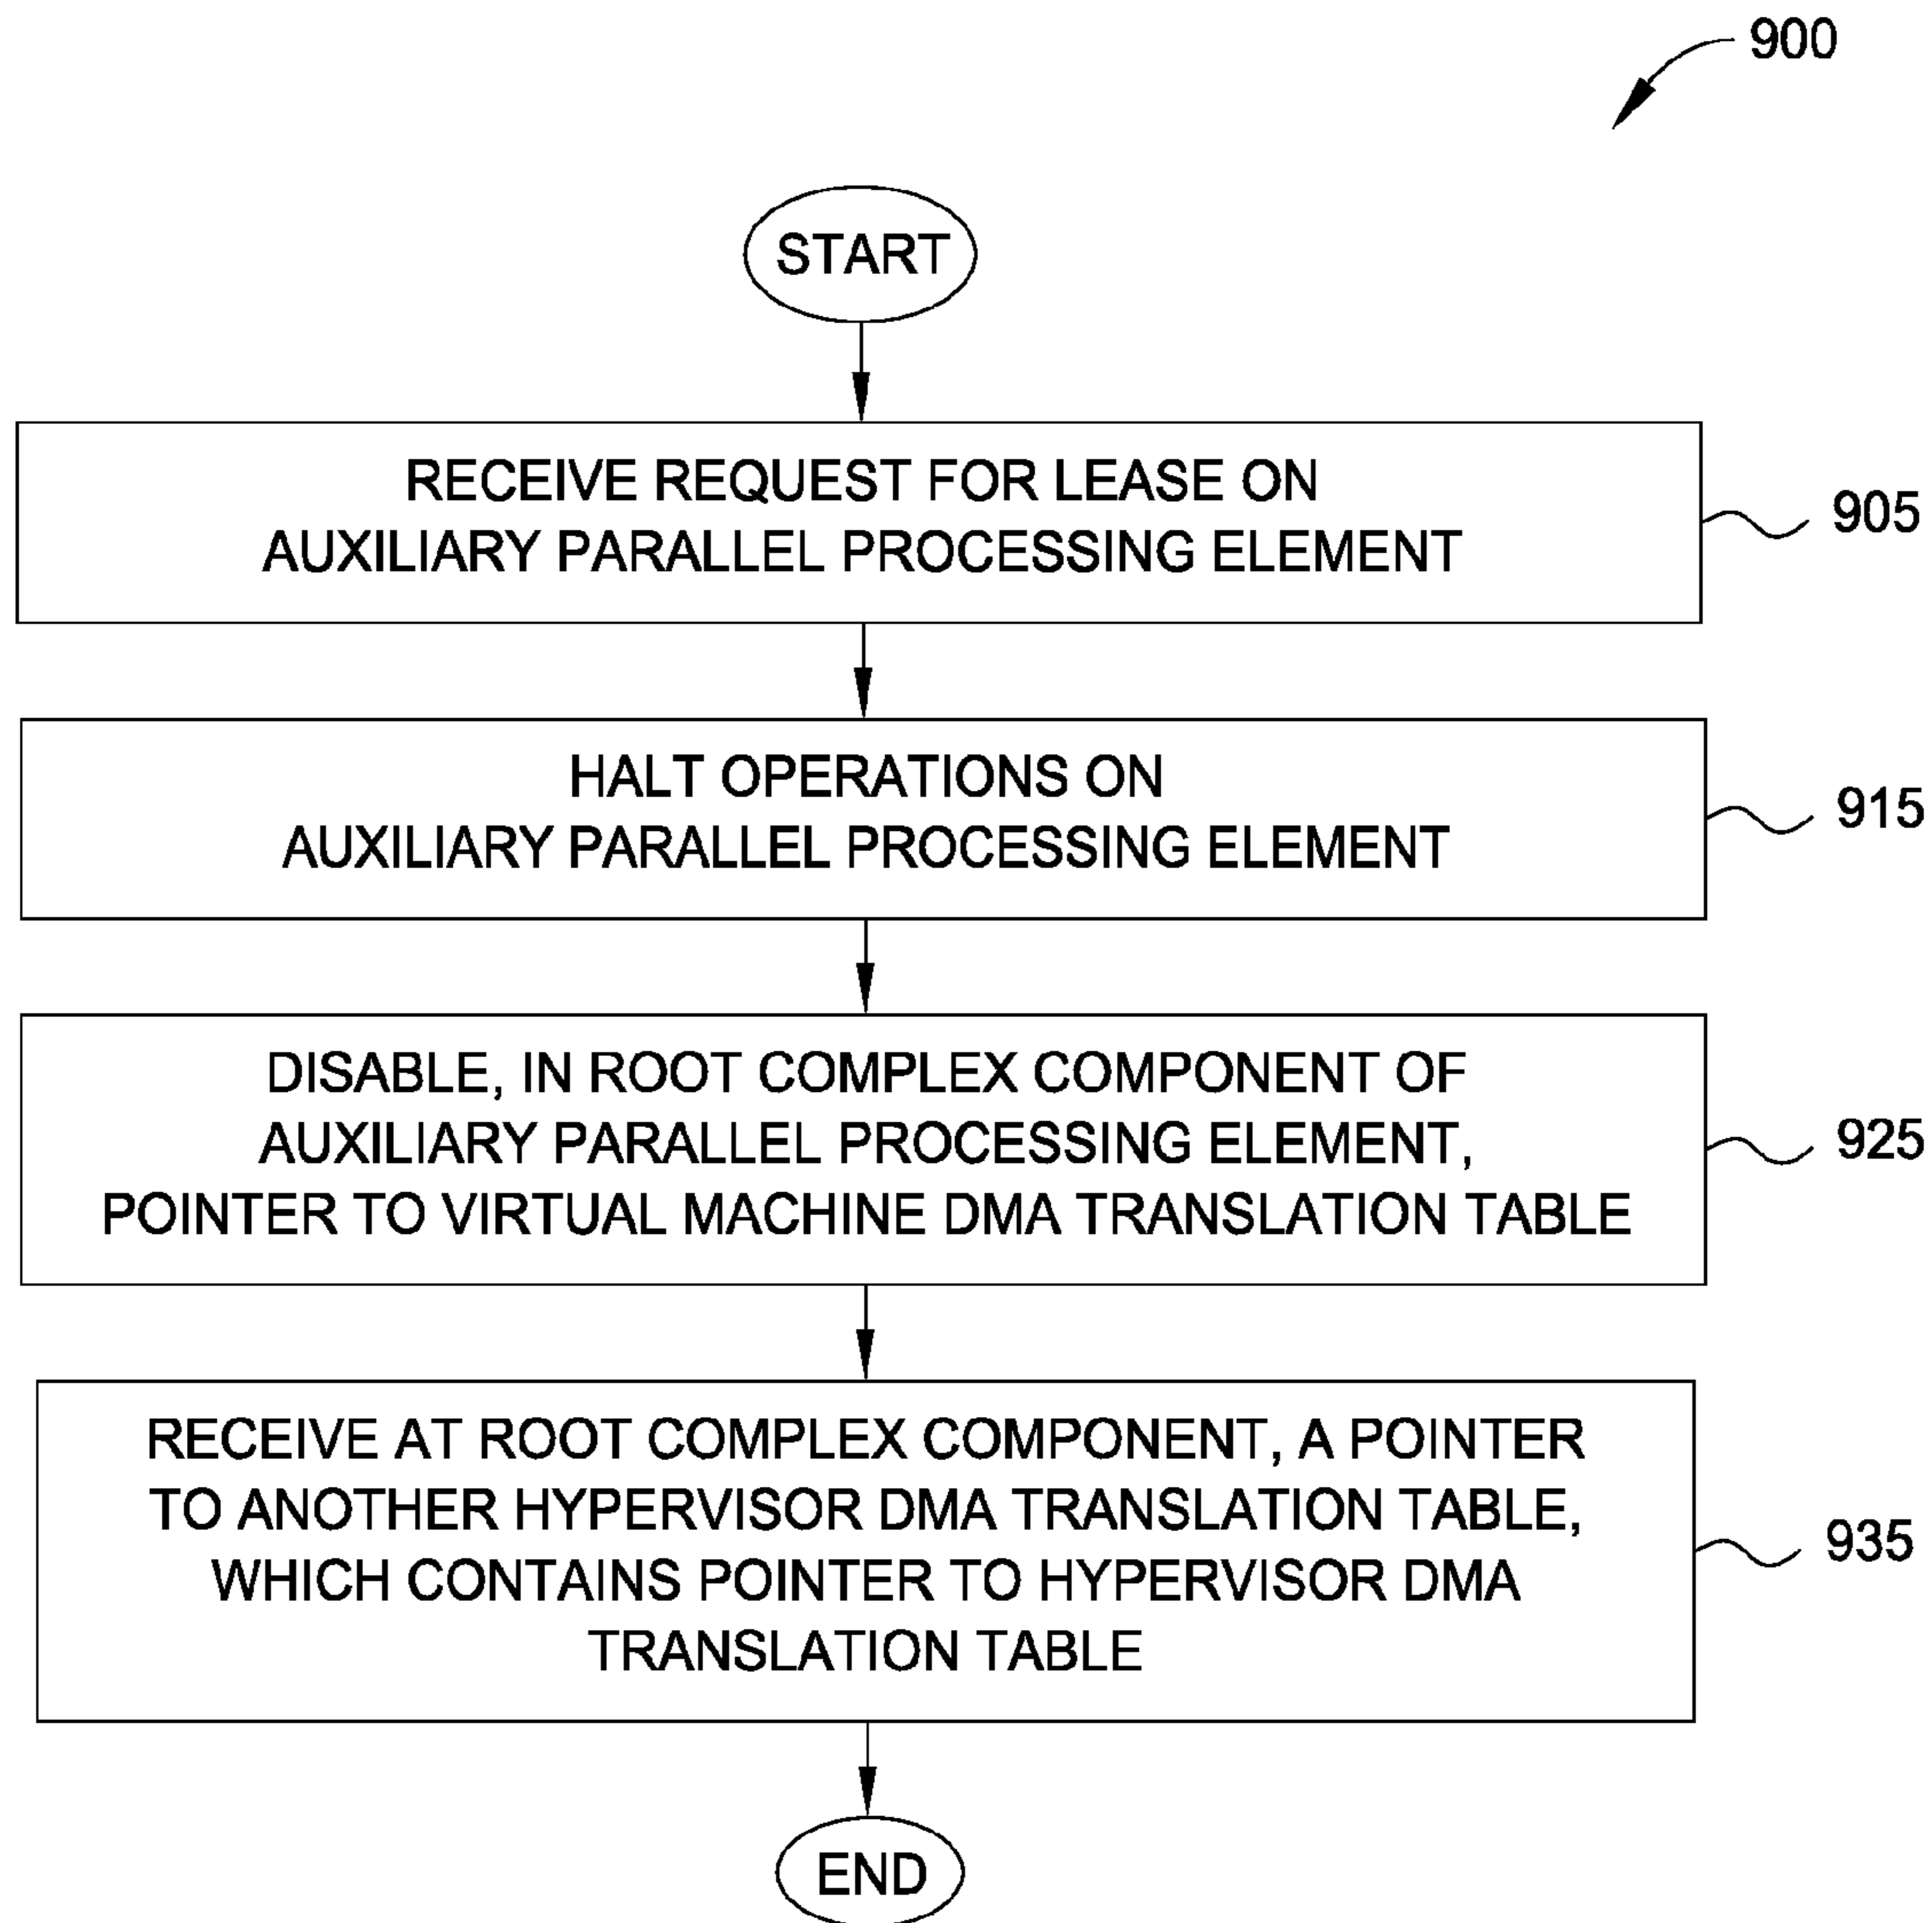 900
START
RECEIVE REQUEST FOR LEASE ON
AUXILIARY PARALLEL PROCESSING ELEMENT
905
HALT OPERATIONS ON
AUXILIARY PARALLEL PROCESSING ELEMENT
915
DISABLE, IN ROOT COMPLEX COMPONENT OF
AUXILIARY PARALLEL PROCESSING ELEMENT,
POINTER TO VIRTUAL MACHINE DMA TRANSLATION TABLE
925
RECEIVE AT ROOT COMPLEX COMPONENT, A POINTER
TO ANOTHER HYPERVISOR DMA TRANSLATION TABLE,
WHICH CONTAINS POINTER TO HYPERVISOR DMA
TRANSLATION TABLE
935
END